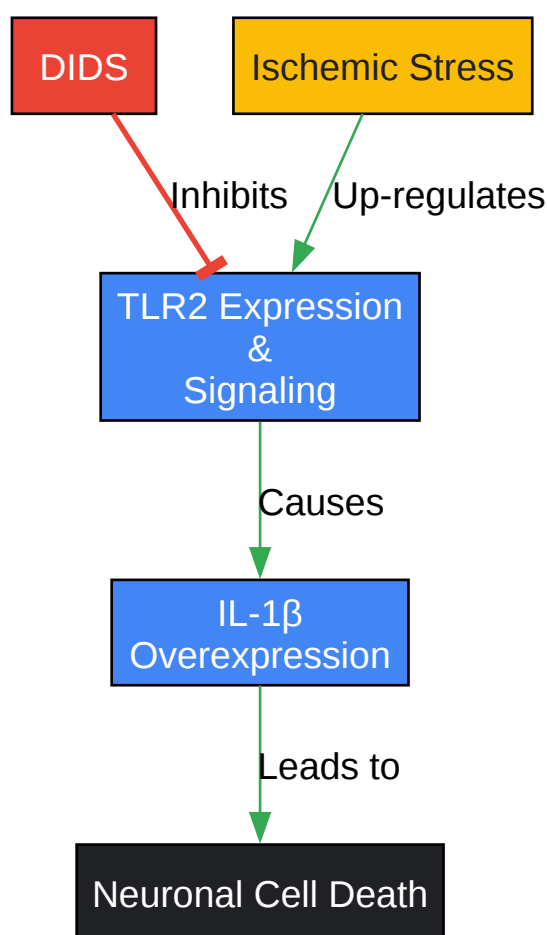 DIDS
Ischemic Stress
Inhibits
Up-regulates
TLR2 Expression
&
Signaling
Causes
IL-1β
Overexpression
Leads to
Neuronal Cell Death